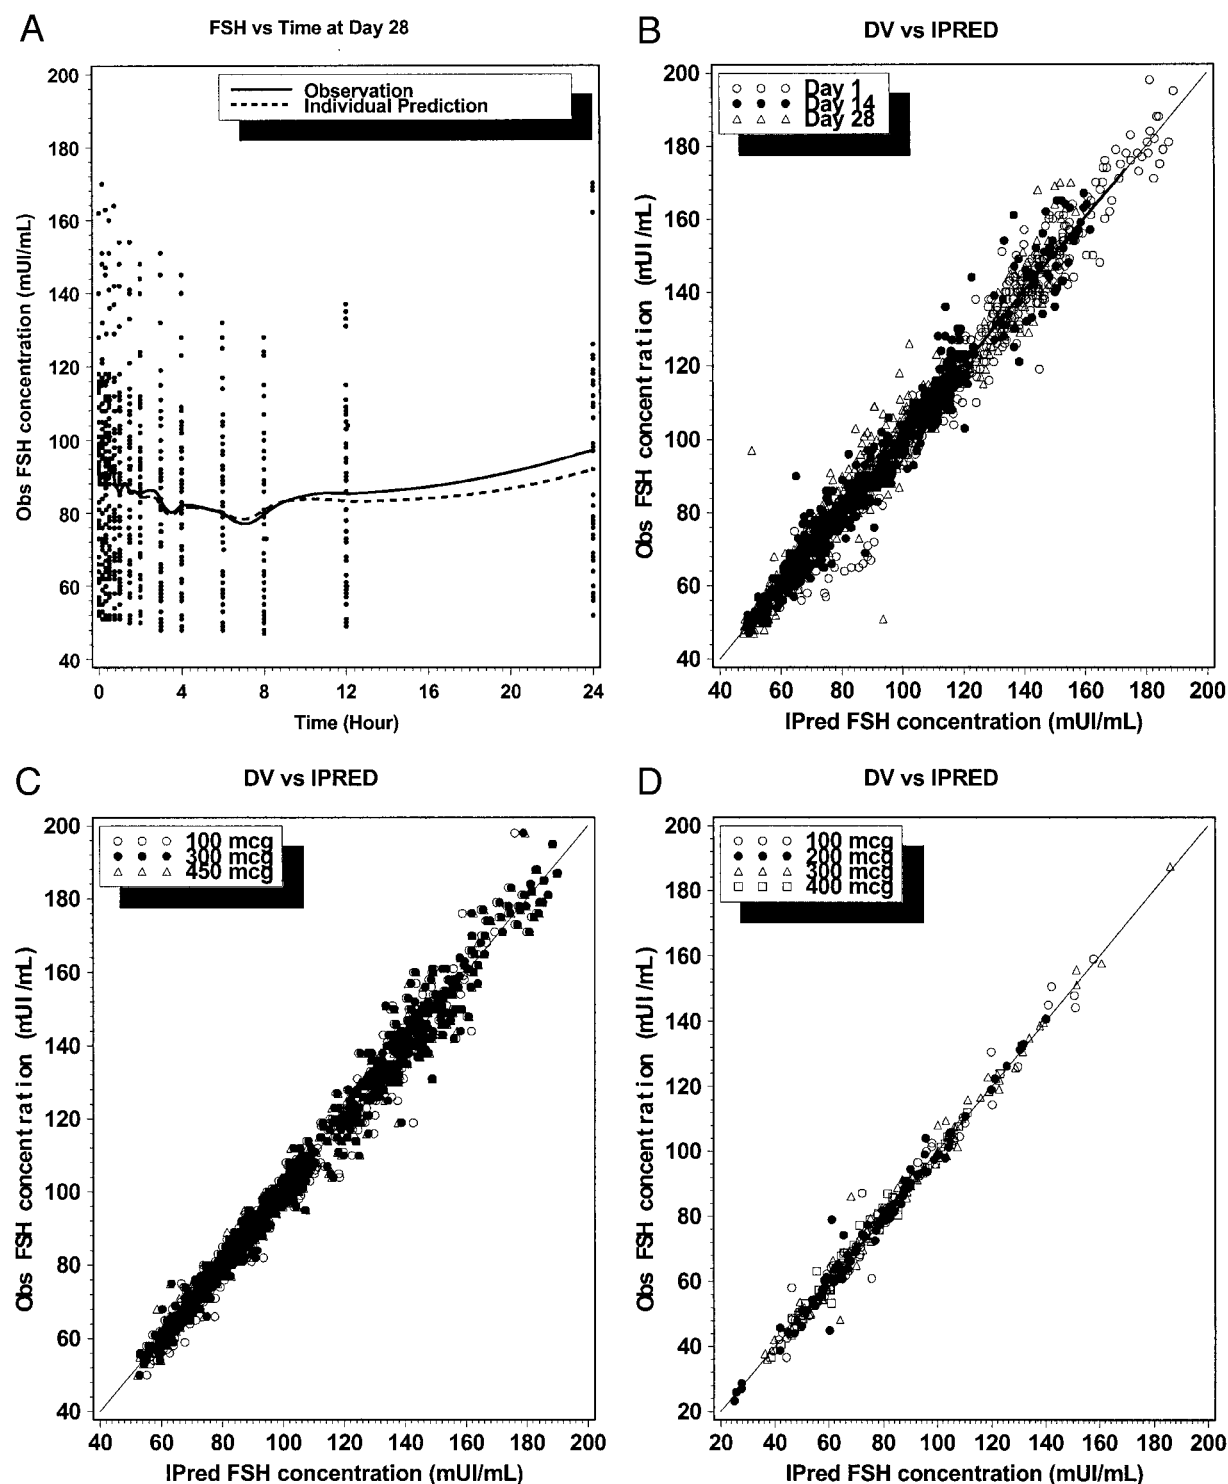 A
FSH vs Time at Day 28
Observation
Individual Prediction
200
180
160
140
120
100
80
60
40
Obs FSH concentration (mUI/mL)
0 4 8 12 16 20 24
Time (Hour)
B
DV vs IPRED
Day 1
Day 14
Day 28
200
180
160
140
120
100
80
60
40
Obs FSH concentration (mUI/mL)
40 60 80 100 120 140 160 180 200
IPred FSH concentration (mUI/mL)
C
DV vs IPRED
100 mcg
300 mcg
450 mcg
200
180
160
140
120
100
80
60
40
Obs FSH concentration (mUI/mL)
40 60 80 100 120 140 160 180 200
IPred FSH concentration (mUI/mL)
D
DV vs IPRED
100 mcg
200 mcg
300 mcg
400 mcg
200
180
160
140
120
100
80
60
40
20
Obs FSH concentration (mUI/mL)
20 40 60 80 100 120 140 160 180 200
IPred FSH concentration (mUI/mL)